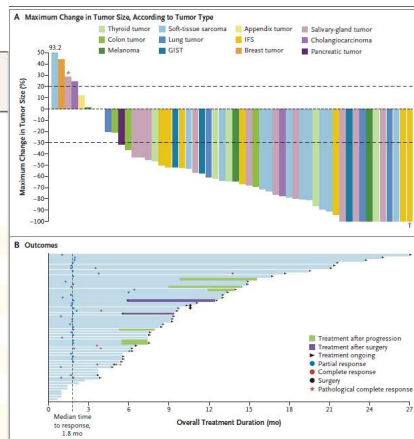 A Maximum Change in Tumor Size, According to Tumor Type
Thyroid tumor
Colon tumor
Melanoma
Soft-tissue sarcoma
Lung tumor
GIST
Appendix tumor
IFS
Breast tumor
Salivary-gland tumor
Cholangiocarcinoma
Pancreatic tumor
Maximum Change in Tumor Size (%)
93.2
50
40
30
20
10
0
−10
−20
−30
−40
−50
−60
−70
−80
−90
−100
*
†
B Outcomes
Treatment after progression
Treatment after surgery
Treatment ongoing
Partial response
Complete response
Surgery
Pathological complete response
0 3 6 9 12 15 18 21 24 27
Median time
to response,
1.8 mo
Overall Treatment Duration (mo)